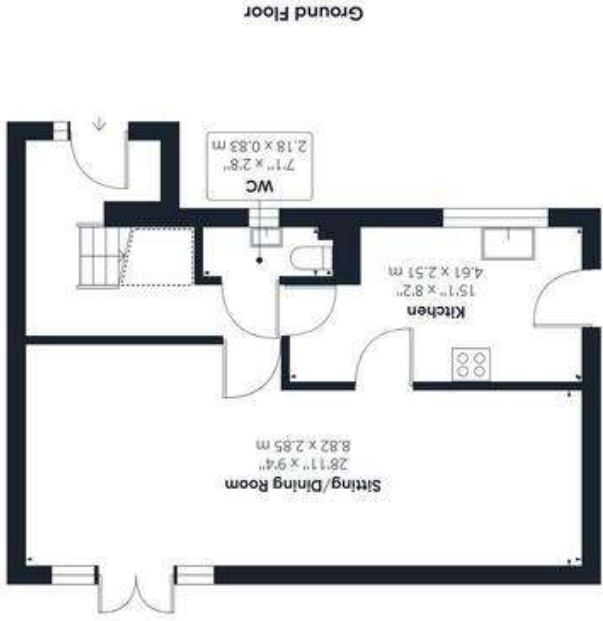 Sitting/Dining Room
28'11" x 9'4"
8.82 x 2.85 m
Kitchen
15'1" x 8'2"
4.61 x 2.51 m
WC
7'1" x 2'8"
2.18 x 0.83 m
Ground Floor